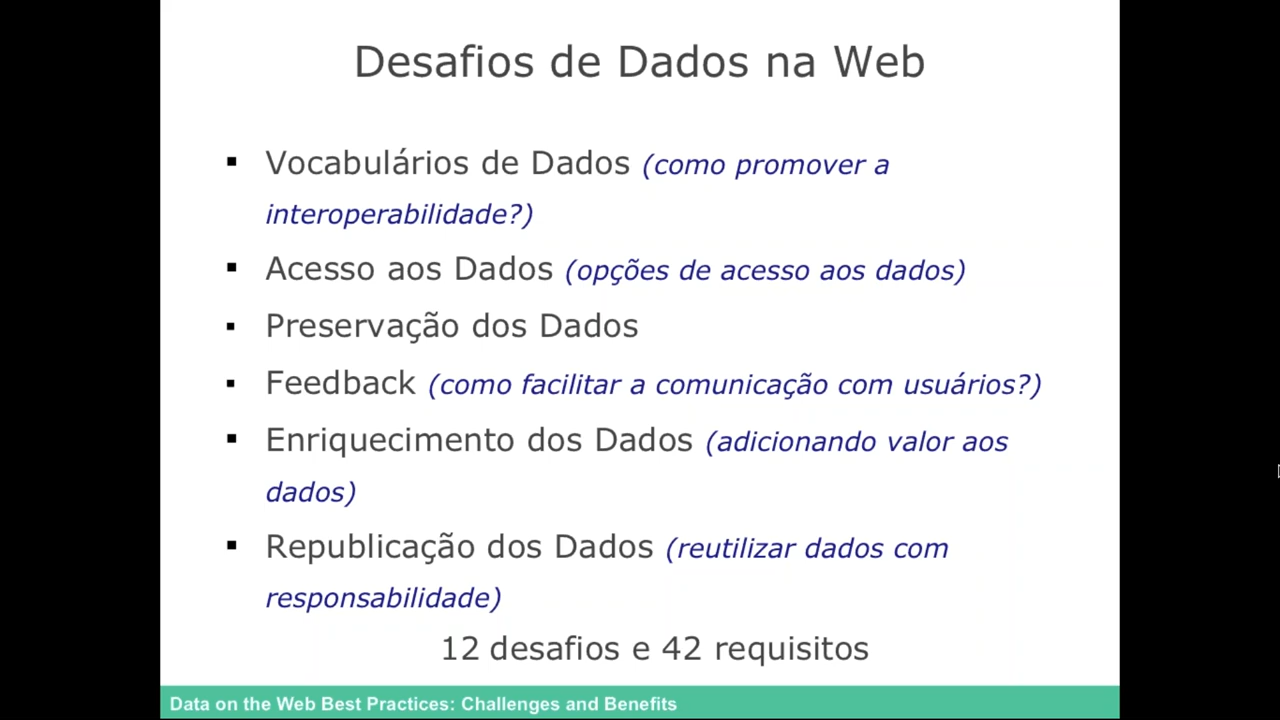 Desafios de Dados na Web
▪ Vocabulários de Dados (como promover a
interoperabilidade?)
▪ Acesso aos Dados (opções de acesso aos dados)
▪ Preservação dos Dados
▪ Feedback (como facilitar a comunicação com usuários?)
▪ Enriquecimento dos Dados (adicionando valor aos
dados)
▪ Republicação dos Dados (reutilizar dados com
responsabilidade)
12 desafios e 42 requisitos
Data on the Web Best Practices: Challenges and Benefits